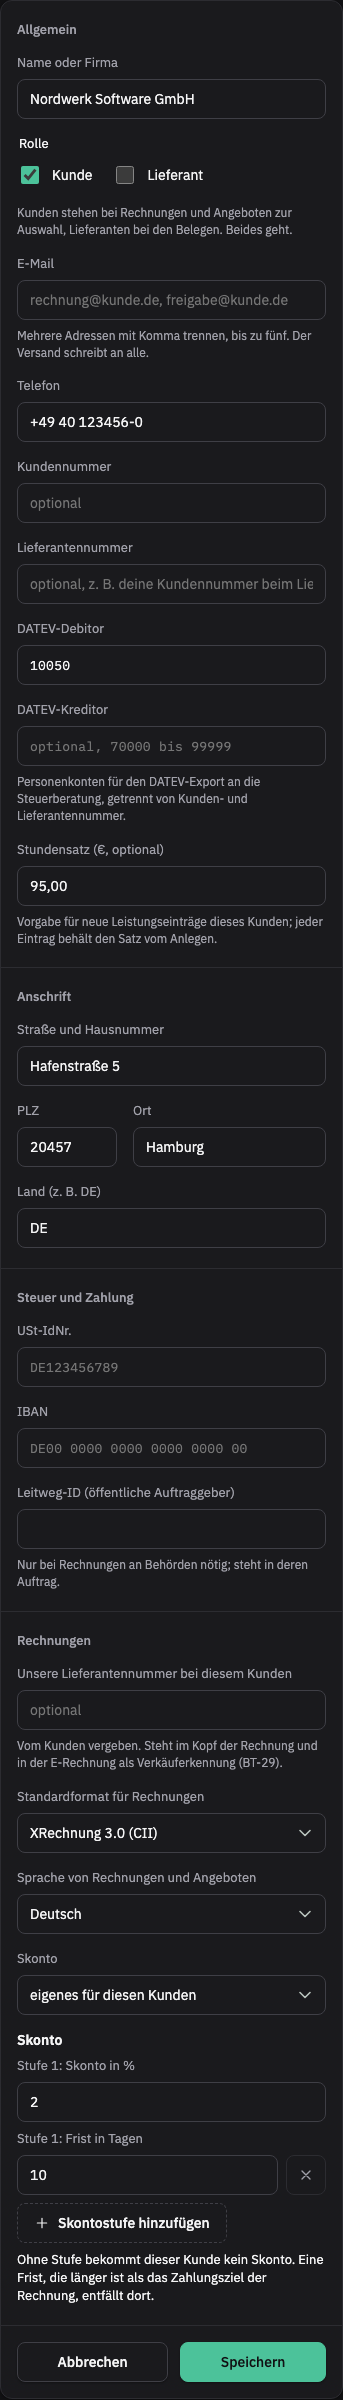 Allgemein
Name oder Firma
Nordwerk Software GmbH
Rolle
Kunde Lieferant
Kunden stehen bei Rechnungen und Angeboten zur
Auswahl, Lieferanten bei den Belegen. Beides geht.
E-Mail
rechnung@kunde.de, freigabe@kunde.de
Mehrere Adressen mit Komma trennen, bis zu fünf. Der
Versand schreibt an alle.
Telefon
+49 40 123456-0
Kundennummer
optional
Lieferantennummer
optional, z. B. deine Kundennummer beim Lie
DATEV-Debitor
10050
DATEV-Kreditor
optional, 70000 bis 99999
Personenkonten für den DATEV-Export an die
Steuerberatung, getrennt von Kunden- und
Lieferantennummer.
Stundensatz (€, optional)
95,00
Vorgabe für neue Leistungseinträge dieses Kunden; jeder
Eintrag behält den Satz vom Anlegen.
Anschrift
Straße und Hausnummer
Hafenstraße 5
PLZ Ort
20457 Hamburg
Land (z. B. DE)
DE
Steuer und Zahlung
USt-IdNr.
DE123456789
IBAN
DE00 0000 0000 0000 0000 00
Leitweg-ID (öffentliche Auftraggeber)
Nur bei Rechnungen an Behörden nötig; steht in deren
Auftrag.
Rechnungen
Unsere Lieferantennummer bei diesem Kunden
optional
Vom Kunden vergeben. Steht im Kopf der Rechnung und
in der E-Rechnung als Verkäuferkennung (BT-29).
Standardformat für Rechnungen
XRechnung 3.0 (CII)
Sprache von Rechnungen und Angeboten
Deutsch
Skonto
eigenes für diesen Kunden
Skonto
Stufe 1: Skonto in %
2
Stufe 1: Frist in Tagen
10
+ Skontostufe hinzufügen
Ohne Stufe bekommt dieser Kunde kein Skonto. Eine
Frist, die länger ist als das Zahlungsziel der
Rechnung, entfällt dort.
Abbrechen Speichern